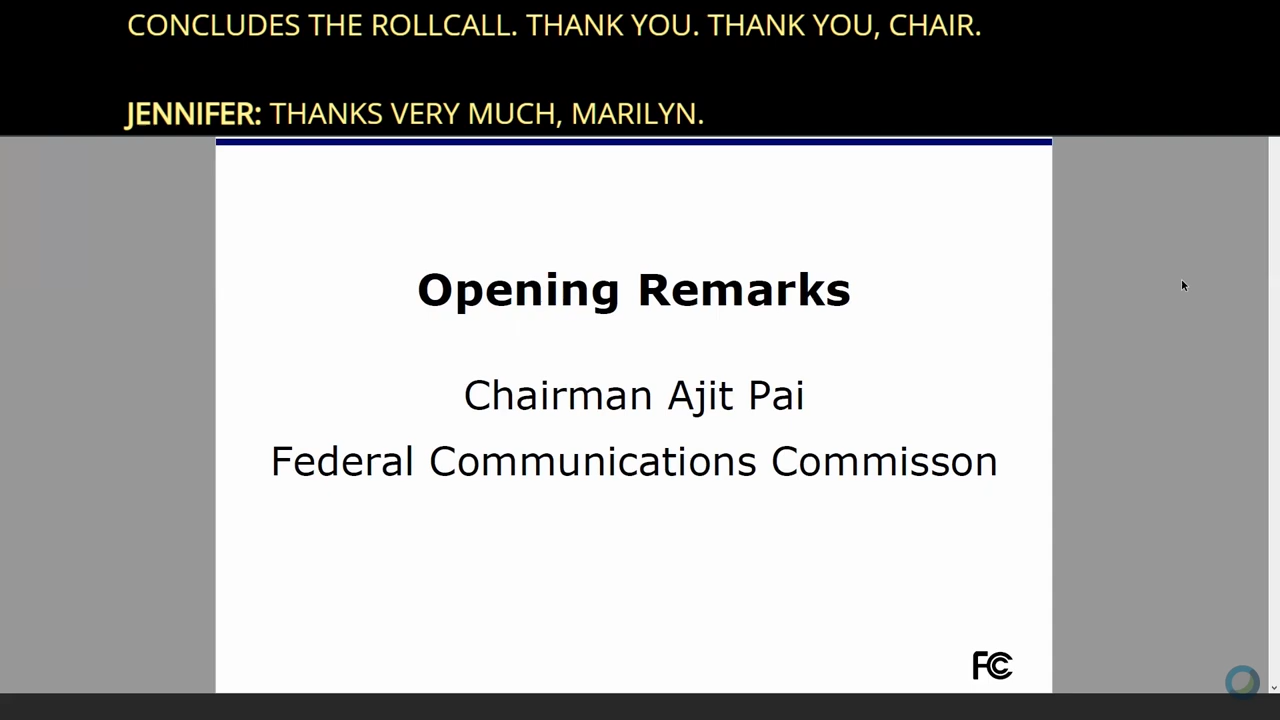 CONCLUDES THE ROLLCALL. THANK YOU. THANK YOU, CHAIR.
JENNIFER: THANKS VERY MUCH, MARILYN.
Opening Remarks
Chairman Ajit Pai
Federal Communications Commisson
FCC